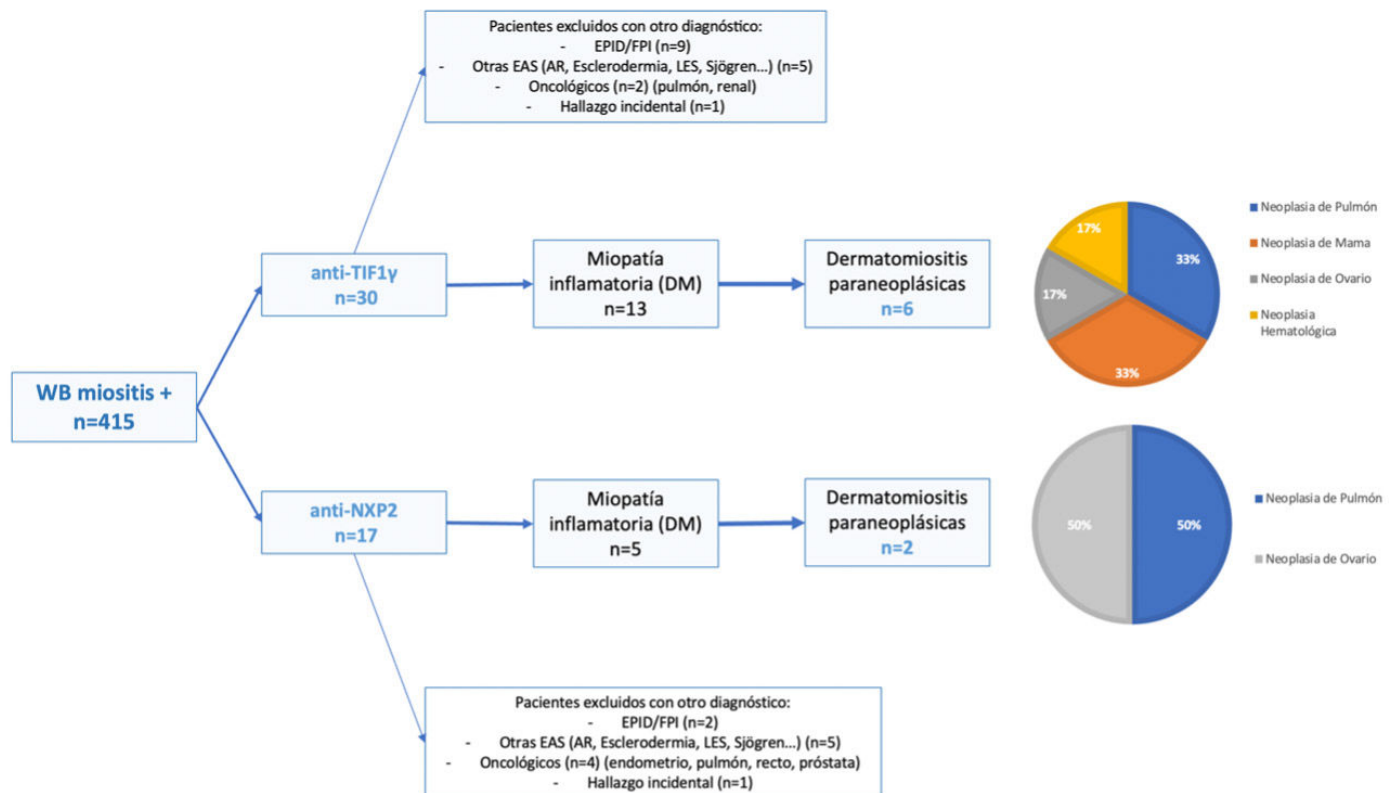 Pacientes excluidos con otro diagnóstico:
- EPID/FPI (n=9)
- Otras EAS (AR, Esclerodermia, LES, Sjögren...) (n=5)
- Oncológicos (n=2) (pulmón, renal)
- Hallazgo incidental (n=1)
WB miositis +
n=415
anti-TIF1γ
n=30
Miopatía
inflamatoria (DM)
n=13
Dermatomiositis
paraneoplásicas
n=6
17%
33%
17%
33%
Neoplasia de Pulmón
Neoplasia de Mama
Neoplasia de Ovario
Neoplasia
Hematológica
anti-NXP2
n=17
Miopatía
inflamatoria (DM)
n=5
Dermatomiositis
paraneoplásicas
n=2
50%
50%
Neoplasia de Pulmón
Neoplasia de Ovario
Pacientes excluidos con otro diagnóstico:
- EPID/FPI (n=2)
- Otras EAS (AR, Esclerodermia, LES, Sjögren...) (n=5)
- Oncológicos (n=4) (endometrio, pulmón, recto, próstata)
- Hallazgo incidental (n=1)